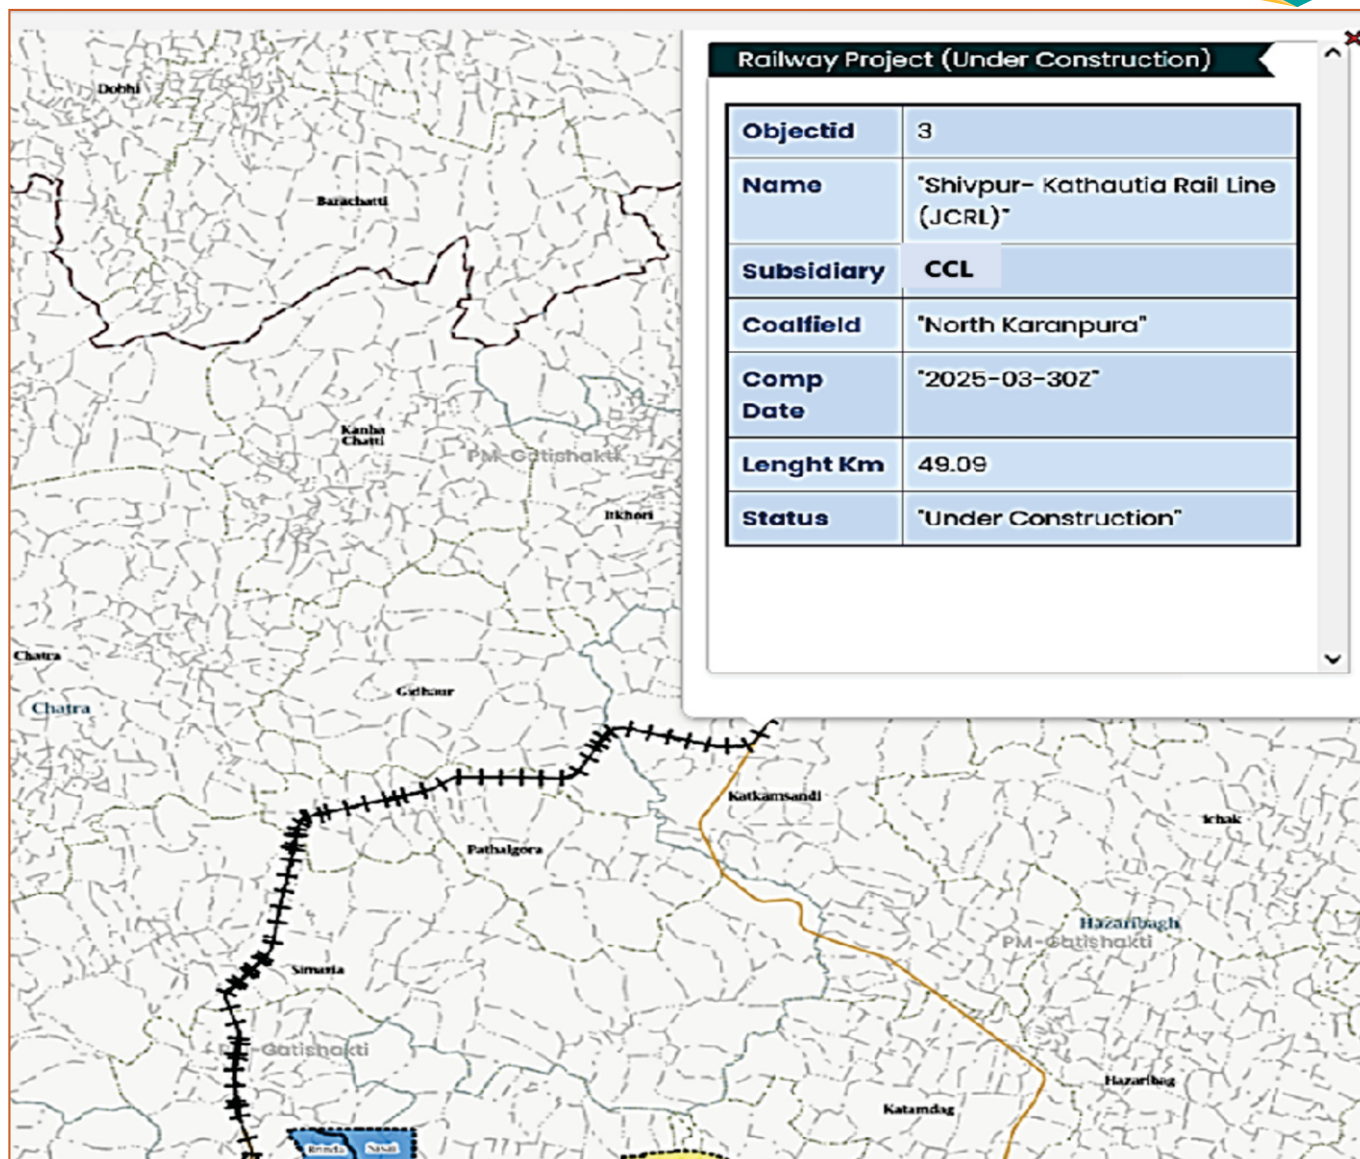 Railway Project (Under Construction)
Objectid 3
Name "Shivpur- Kathautia Rail Line
(JCRL)"
Subsidiary CCL
Coalfield "North Karanpura"
Comp "2025-03-30Z"
Date
Lenght Km 49.09
Status "Under Construction"
Dobhi
Barachatti
Kanha
Chatti
PM-Gatishakti
Itkhori
Chatra
Gidhaur
Chatra
Katkamsandi
Ichak
Pathalgora
Hazaribagh
PM-Gatishakti
Simaria
Gatishakti
Hazaribag
Katamdag